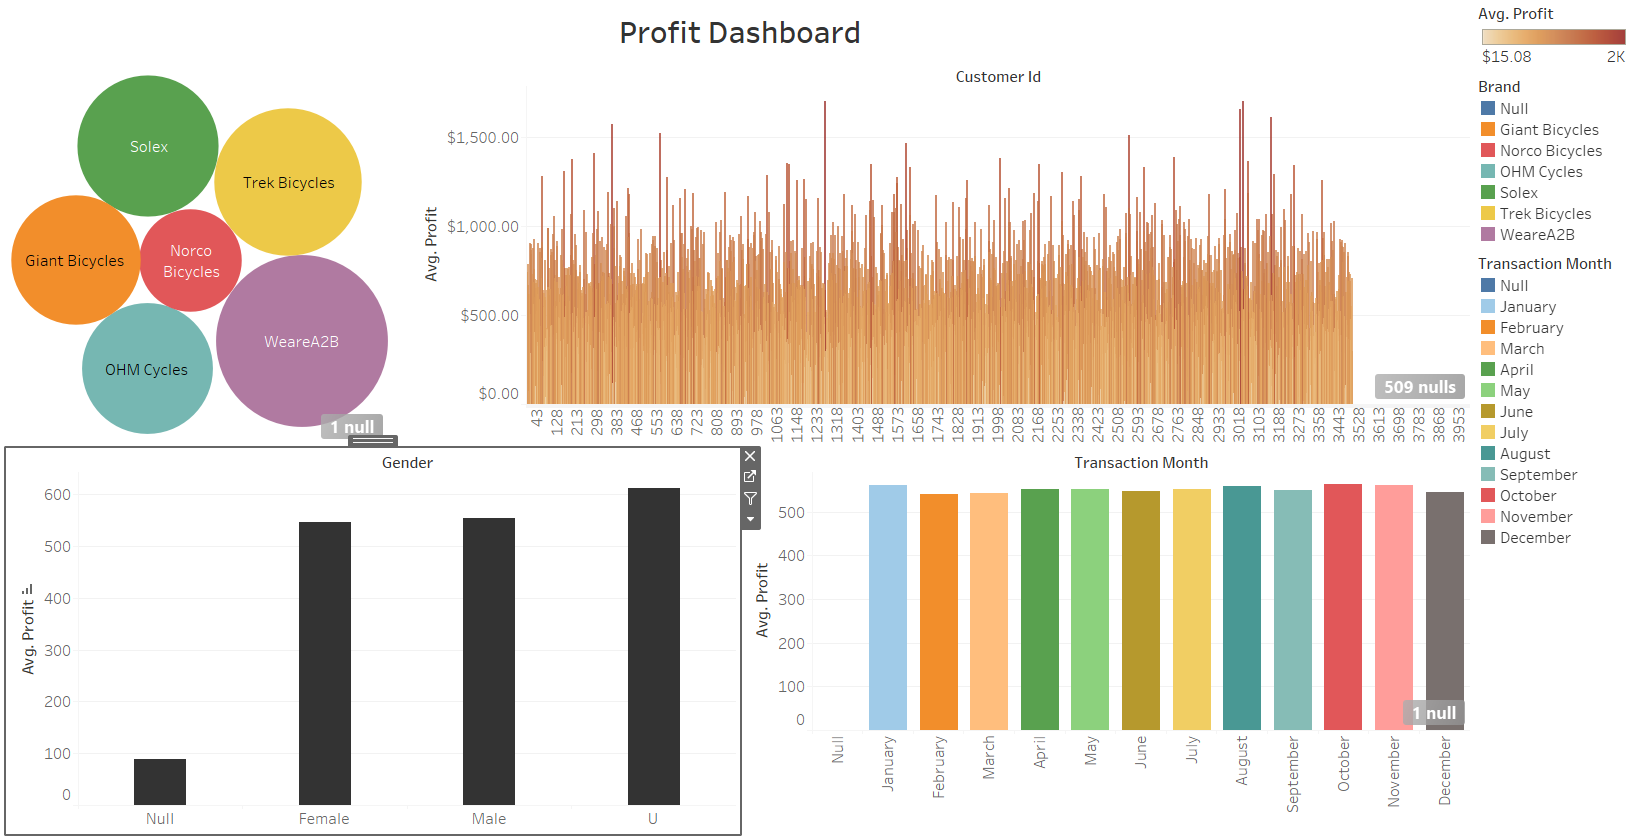 Profit Dashboard
Solex
Trek Bicycles
Giant Bicycles
Norco
Bicycles
WeareA2B
OHM Cycles
1 null
Customer Id
Avg. Profit
$1,500.00
$1,000.00
$500.00
$0.00
509 nulls
43
128
213
298
383
468
553
638
723
808
893
978
1063
1148
1233
1318
1403
1488
1573
1658
1743
1828
1913
1998
2083
2168
2253
2338
2423
2508
2593
2678
2763
2848
2933
3018
3103
3188
3273
3358
3443
3528
3613
3698
3783
3868
3953
Gender
Avg. Profit
600
500
400
300
200
100
0
Null
Female
Male
U
Transaction Month
Avg. Profit
500
400
300
200
100
0
1 null
Null
January
February
March
April
May
June
July
August
September
October
November
December
Avg. Profit
$15.08 2K
Brand
Null
Giant Bicycles
Norco Bicycles
OHM Cycles
Solex
Trek Bicycles
WeareA2B
Transaction Month
Null
January
February
March
April
May
June
July
August
September
October
November
December